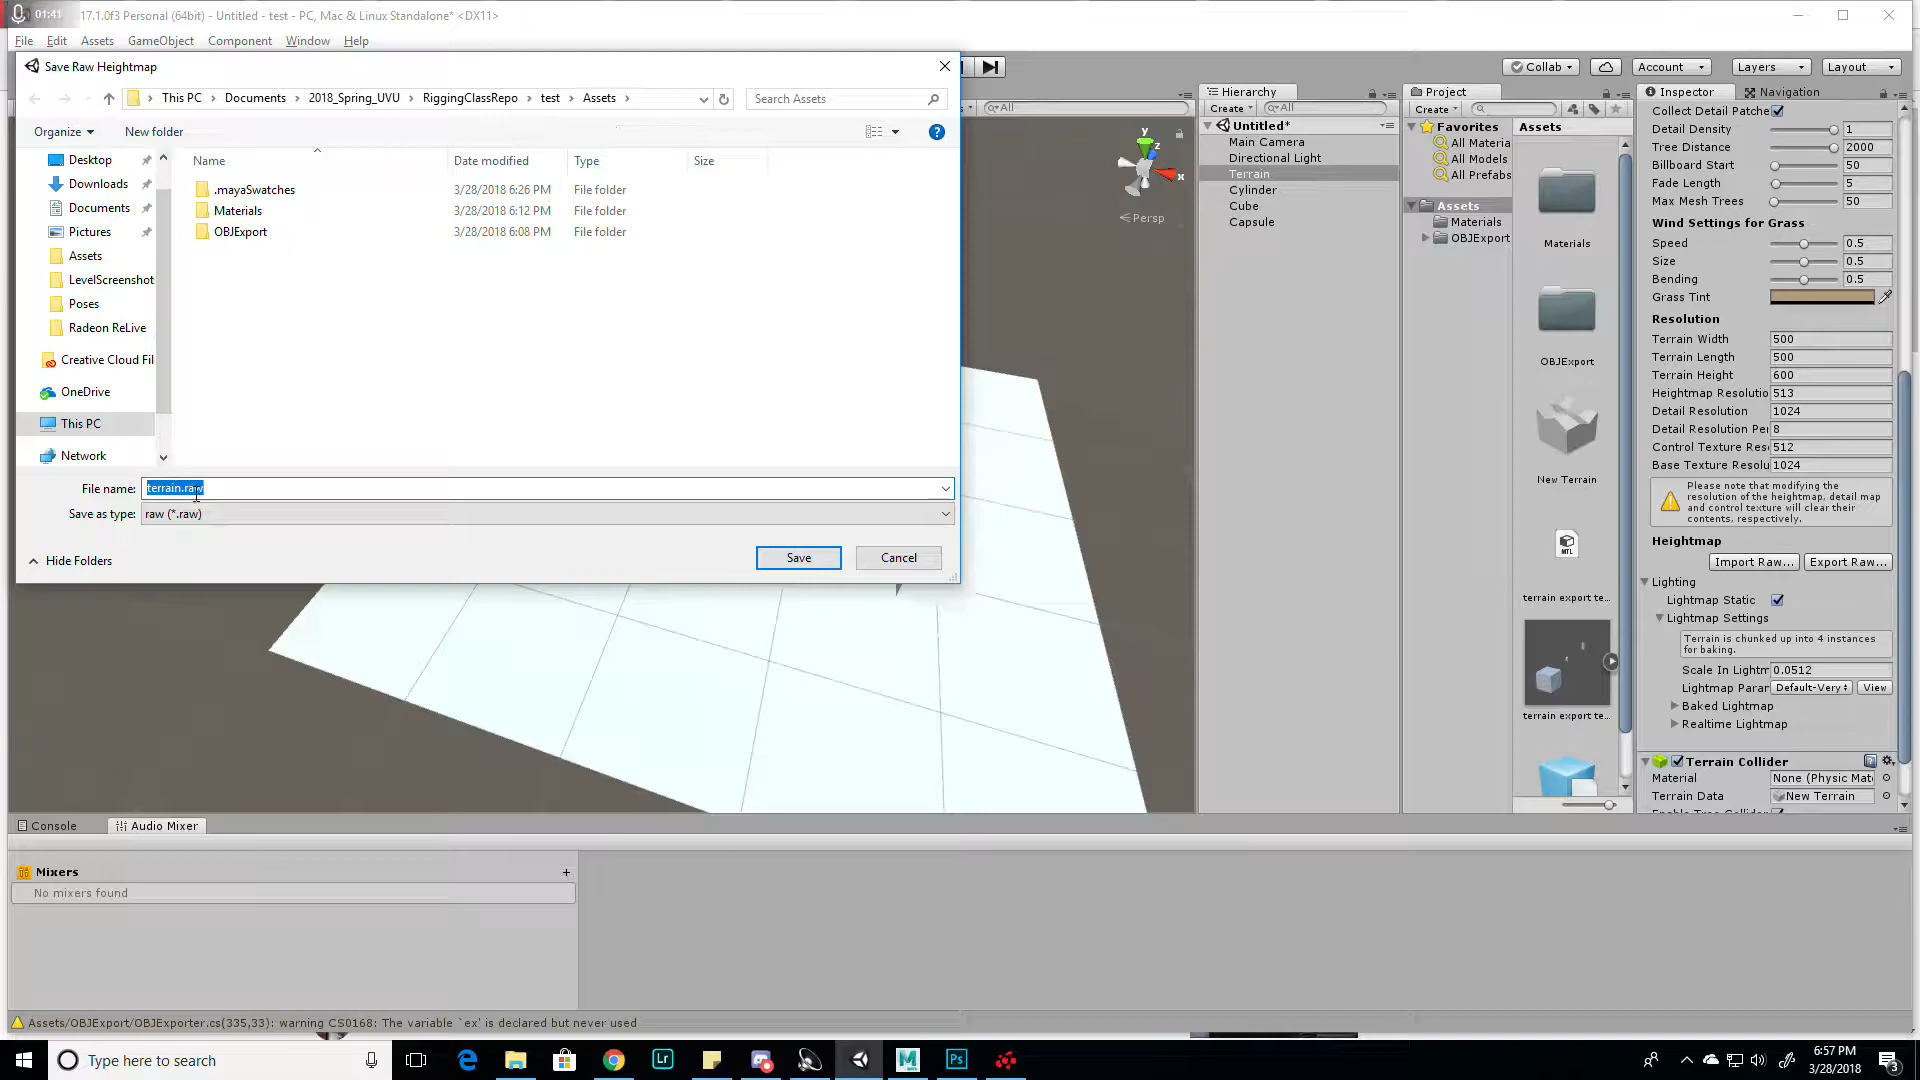 01:41
17.1.0f3 Personal (64bit) - Untitled - test - PC, Mac & Linux Standalone* <DX11>
File Edit Assets GameObject Component Window Help
Save Raw Heightmap
This PC > Documents > 2018_Spring_UVU > RiggingClassRepo > test > Assets >
Search Assets
Organize
New folder
Desktop
Downloads
Documents
Pictures
Assets
LevelScreenshot
Poses
Radeon ReLive
Creative Cloud Fil
OneDrive
This PC
Network
Name Date modified Type Size
.mayaSwatches 3/28/2018 6:26 PM File folder
Materials 3/28/2018 6:12 PM File folder
OBJExport 3/28/2018 6:08 PM File folder
File name: terrain.raw
Save as type: raw (*.raw)
Hide Folders
Save
Cancel
All
y
z
x
Persp
Collab
Account
Layers
Layout
Hierarchy
Create
All
Untitled*
Main Camera
Directional Light
Terrain
Cylinder
Cube
Capsule
Project
Create
Favorites
All Materia
All Models
All Prefabs
Assets
Materials
OBJExport
Assets
Materials
OBJExport
New Terrain
MTL
terrain export te...
terrain export te...
Inspector
Navigation
Collect Detail Patche
Detail Density 1
Tree Distance 2000
Billboard Start 50
Fade Length 5
Max Mesh Trees 50
Wind Settings for Grass
Speed 0.5
Size 0.5
Bending 0.5
Grass Tint
Resolution
Terrain Width 500
Terrain Length 500
Terrain Height 600
Heightmap Resolutio 513
Detail Resolution 1024
Detail Resolution Per 8
Control Texture Res 512
Base Texture Resolu 1024
Please note that modifying the
resolution of the heightmap, detail map
and control texture will clear their
contents, respectively.
Heightmap
Import Raw... Export Raw...
Lighting
Lightmap Static
Lightmap Settings
Terrain is chunked up into 4 instances
for baking.
Scale In Lightm 0.0512
Lightmap Parar Default-Very View
Baked Lightmap
Realtime Lightmap
Terrain Collider
Material None (Physic Mate
Terrain Data New Terrain
Enable Tree Collider
Console
Audio Mixer
Mixers
No mixers found
Assets/OBJExport/OBJExporter.cs(335,33): warning CS0168: The variable `ex' is declared but never used
Type here to search
Lr
Ps
6:57 PM
3/28/2018
3